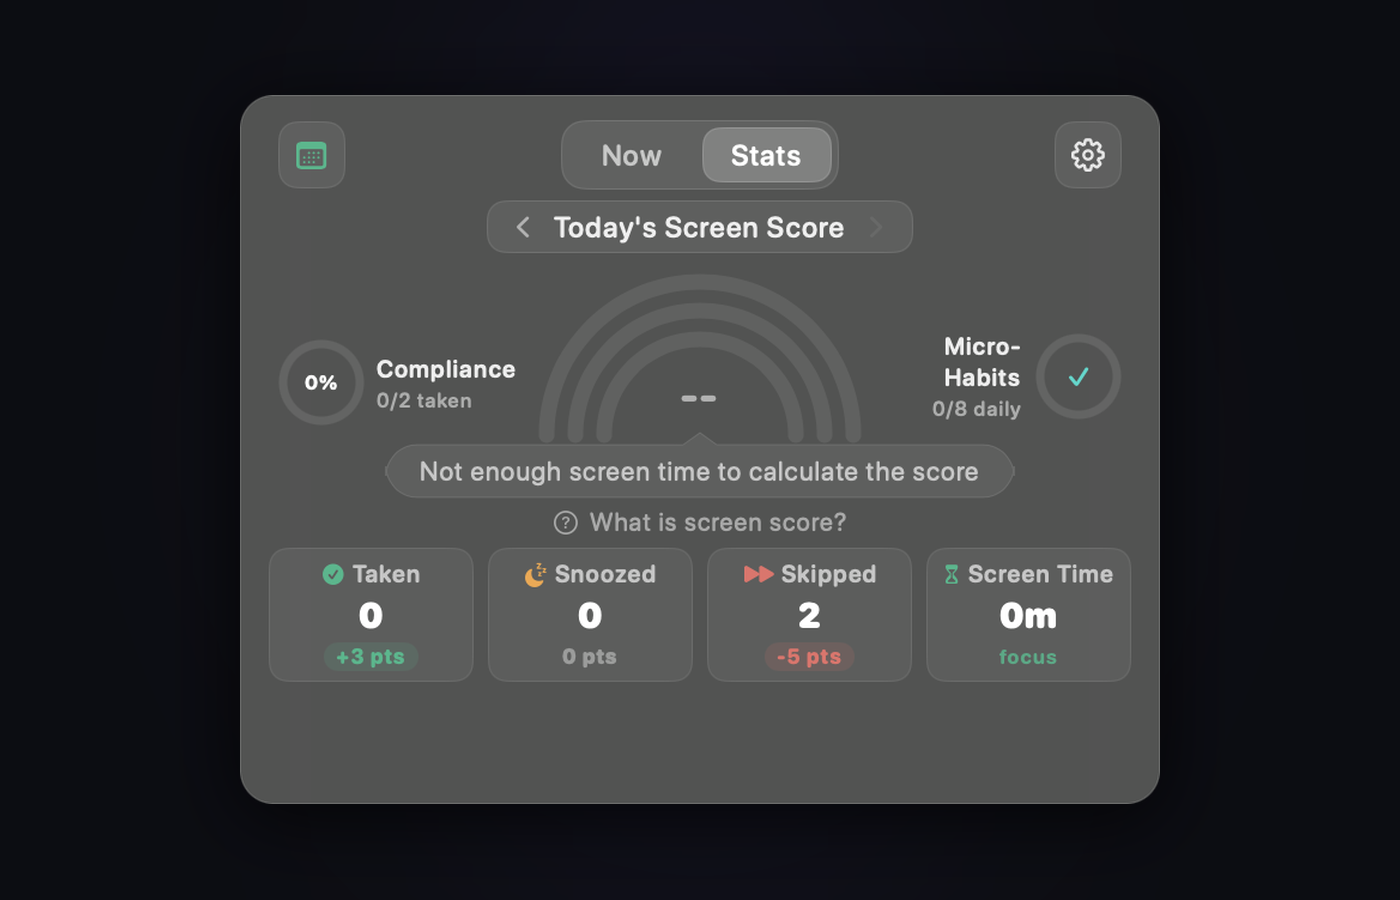 Now
Stats
Today's Screen Score
0%
Compliance
0/2 taken
--
Micro-
Habits
0/8 daily
Not enough screen time to calculate the score
? What is screen score?
Taken
0
+3 pts
Snoozed
0
0 pts
Skipped
2
-5 pts
Screen Time
0m
focus